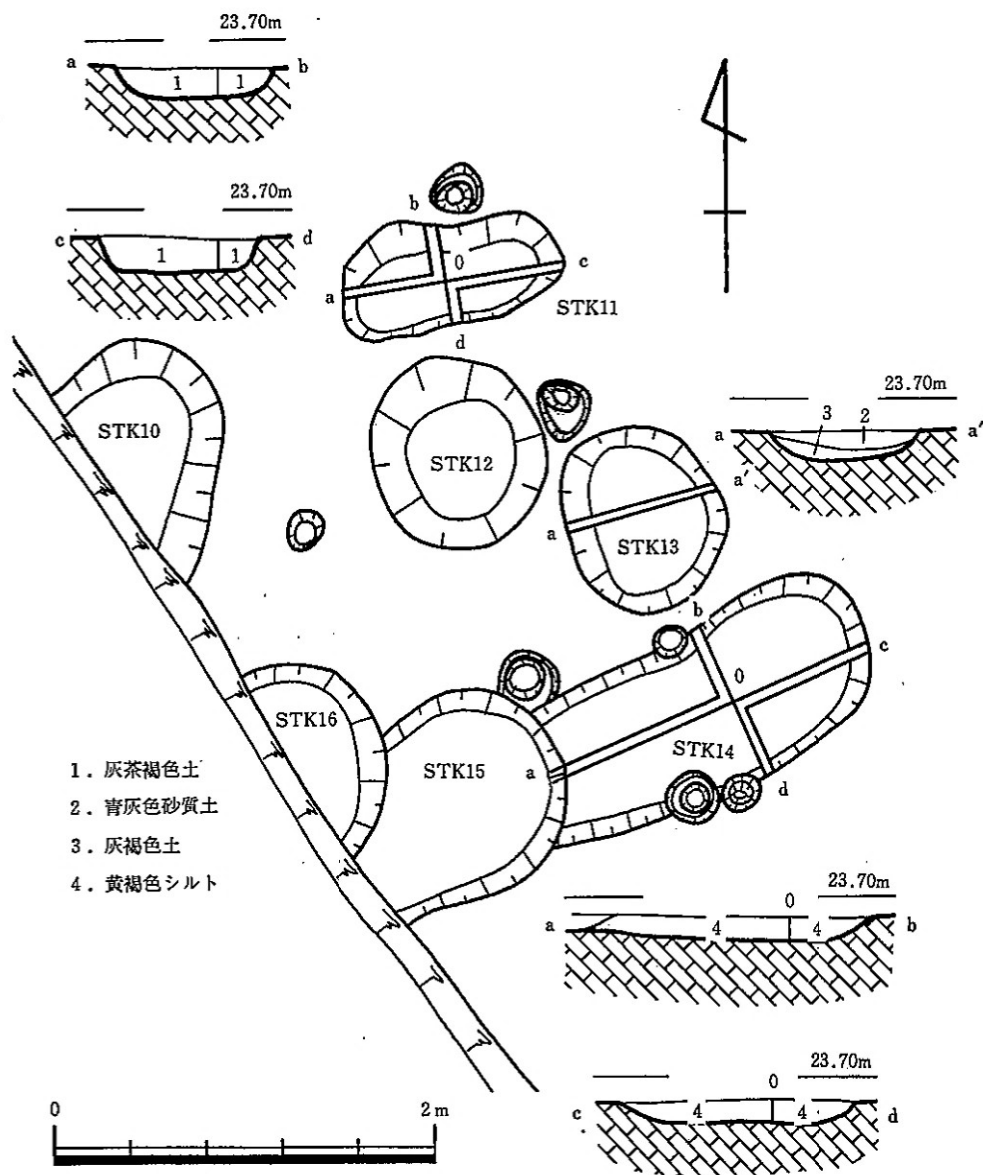 23.70m
a b
1 1
23.70m
c d
1 1
b
0
a c
STK11
d
STK10
STK12
23.70m
3 2
a a′
a′
a
STK13
b
c
0
STK16
STK14
STK15
a
d
1. 灰茶褐色土
2. 青灰色砂質土
3. 灰褐色土
4. 黄褐色シルト
23.70m
0
a b
4 4
23.70m
0
c d
4 4
0 2m